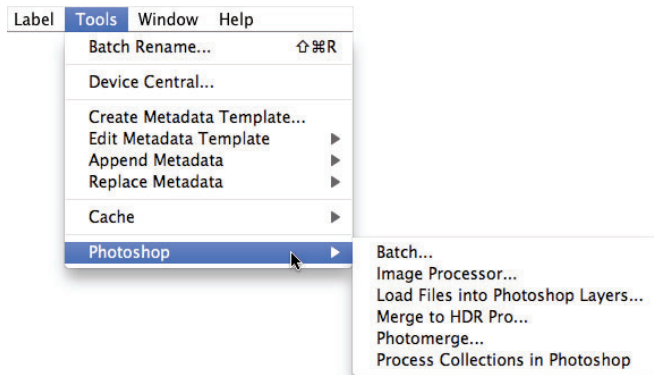 Label Tools Window Help
Batch Rename... ⇧⌘R
Device Central...
Create Metadata Template...
Edit Metadata Template
Append Metadata
Replace Metadata
Cache
Photoshop
Batch...
Image Processor...
Load Files into Photoshop Layers...
Merge to HDR Pro...
Photomerge...
Process Collections in Photoshop